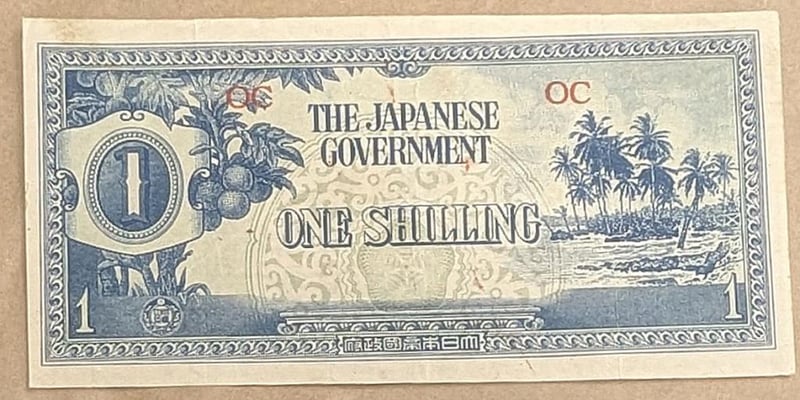 OC OC
THE JAPANESE
GOVERNMENT
1
ONE SHILLING
1 1
大日本帝國政府